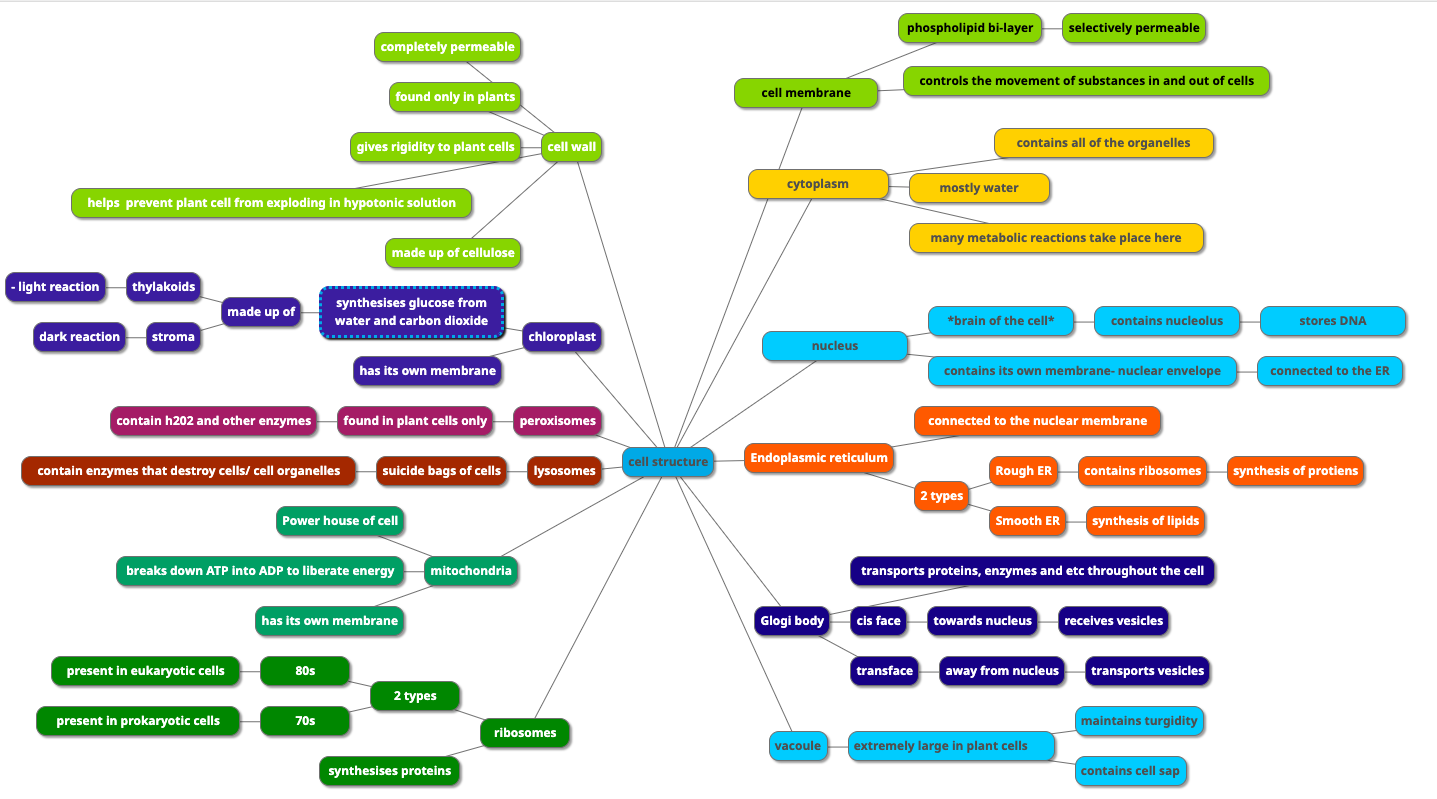 cell structure
cell wall
completely permeable
found only in plants
gives rigidity to plant cells
helps  prevent plant cell from exploding in hypotonic solution
made up of cellulose
chloroplast
synthesises glucose from
water and carbon dioxide
made up of
thylakoids
- light reaction
stroma
dark reaction
has its own membrane
peroxisomes
found in plant cells only
contain h202 and other enzymes
lysosomes
suicide bags of cells
contain enzymes that destroy cells/ cell organelles
mitochondria
Power house of cell
breaks down ATP into ADP to liberate energy
has its own membrane
ribosomes
2 types
80s
present in eukaryotic cells
70s
present in prokaryotic cells
synthesises proteins
cell membrane
phospholipid bi-layer
selectively permeable
controls the movement of substances in and out of cells
cytoplasm
contains all of the organelles
mostly water
many metabolic reactions take place here
nucleus
*brain of the cell*
contains nucleolus
stores DNA
contains its own membrane- nuclear envelope
connected to the ER
Endoplasmic reticulum
connected to the nuclear membrane
2 types
Rough ER
contains ribosomes
synthesis of protiens
Smooth ER
synthesis of lipids
Glogi body
transports proteins, enzymes and etc throughout the cell
cis face
towards nucleus
receives vesicles
transface
away from nucleus
transports vesicles
vacoule
extremely large in plant cells
maintains turgidity
contains cell sap